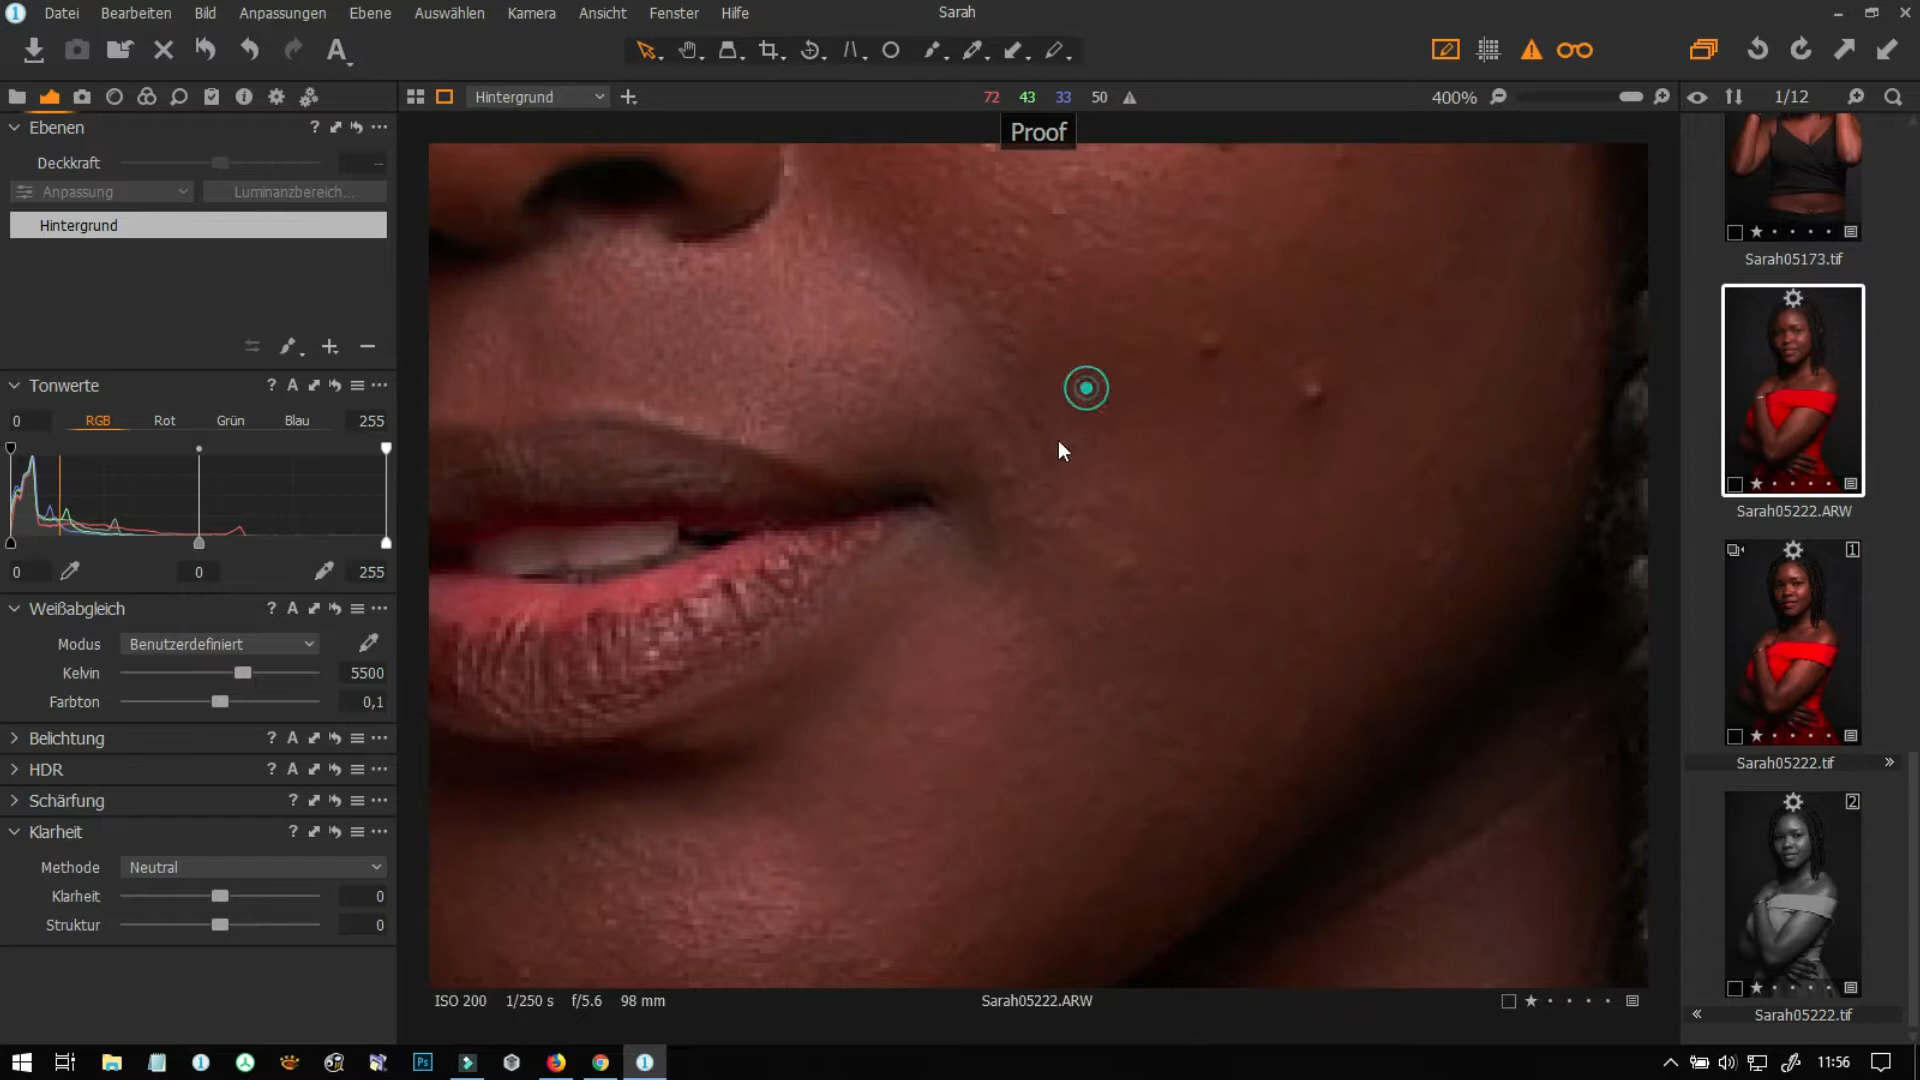 Datei Bearbeiten Bild Anpassungen Ebene Auswählen Kamera Ansicht Fenster Hilfe
Sarah
Hintergrund
72 43 33 50
400%
1/12
Proof
Ebenen
Deckkraft --
Anpassung Luminanzbereich...
Hintergrund
Tonwerte
0 RGB Rot Grün Blau 255
0 0 255
Weißabgleich
Modus Benutzerdefiniert
Kelvin 5500
Farbton 0,1
Belichtung
HDR
Schärfung
Klarheit
Methode Neutral
Klarheit 0
Struktur 0
ISO 200 1/250 s f/5.6 98 mm
Sarah05222.ARW
Sarah05173.tif
Sarah05222.ARW
1
Sarah05222.tif
2
Sarah05222.tif
Ps
11:56